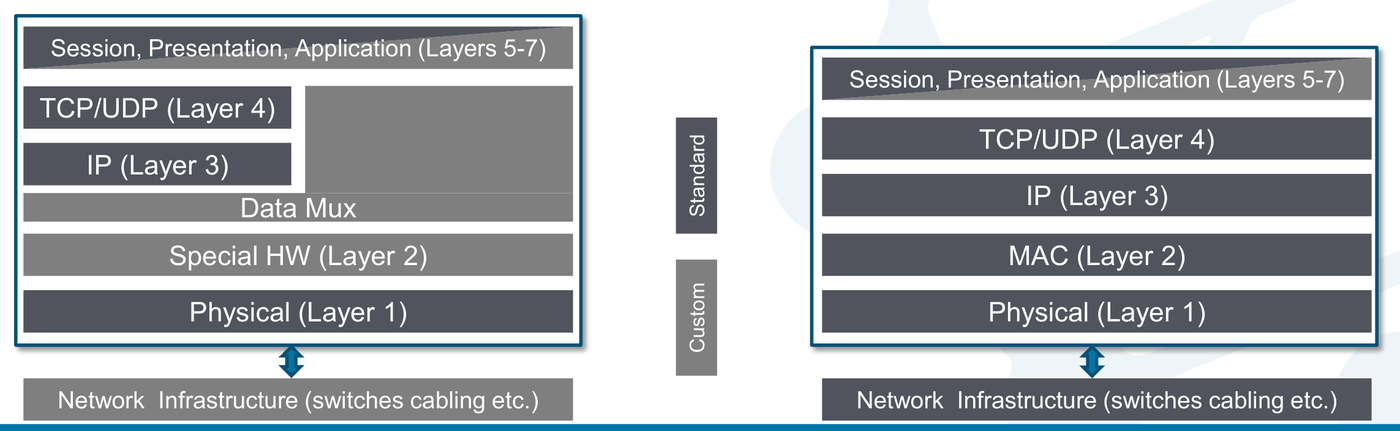 Session, Presentation, Application (Layers 5-7)
TCP/UDP (Layer 4)
IP (Layer 3)
Data Mux
Special HW (Layer 2)
Physical (Layer 1)
Network Infrastructure (switches cabling etc.)
Standard
Custom
Session, Presentation, Application (Layers 5-7)
TCP/UDP (Layer 4)
IP (Layer 3)
MAC (Layer 2)
Physical (Layer 1)
Network Infrastructure (switches cabling etc.)